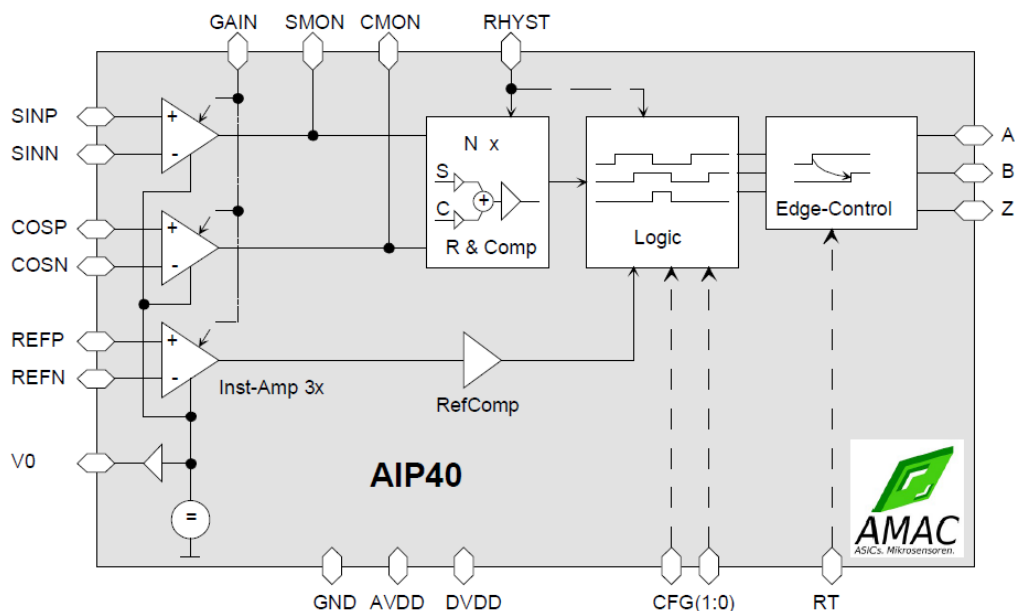 GAIN SMON CMON RHYST
SINP
+
SINN
-
N x
S
C
+
R & Comp
Logic
Edge-Control
A
B
Z
COSP
+
COSN
-
REFP
+
REFN
-
Inst-Amp 3x
RefComp
V0
=
AIP40
AMAC
ASICs. Mikrosensoren.
GND AVDD DVDD CFG(1:0) RT